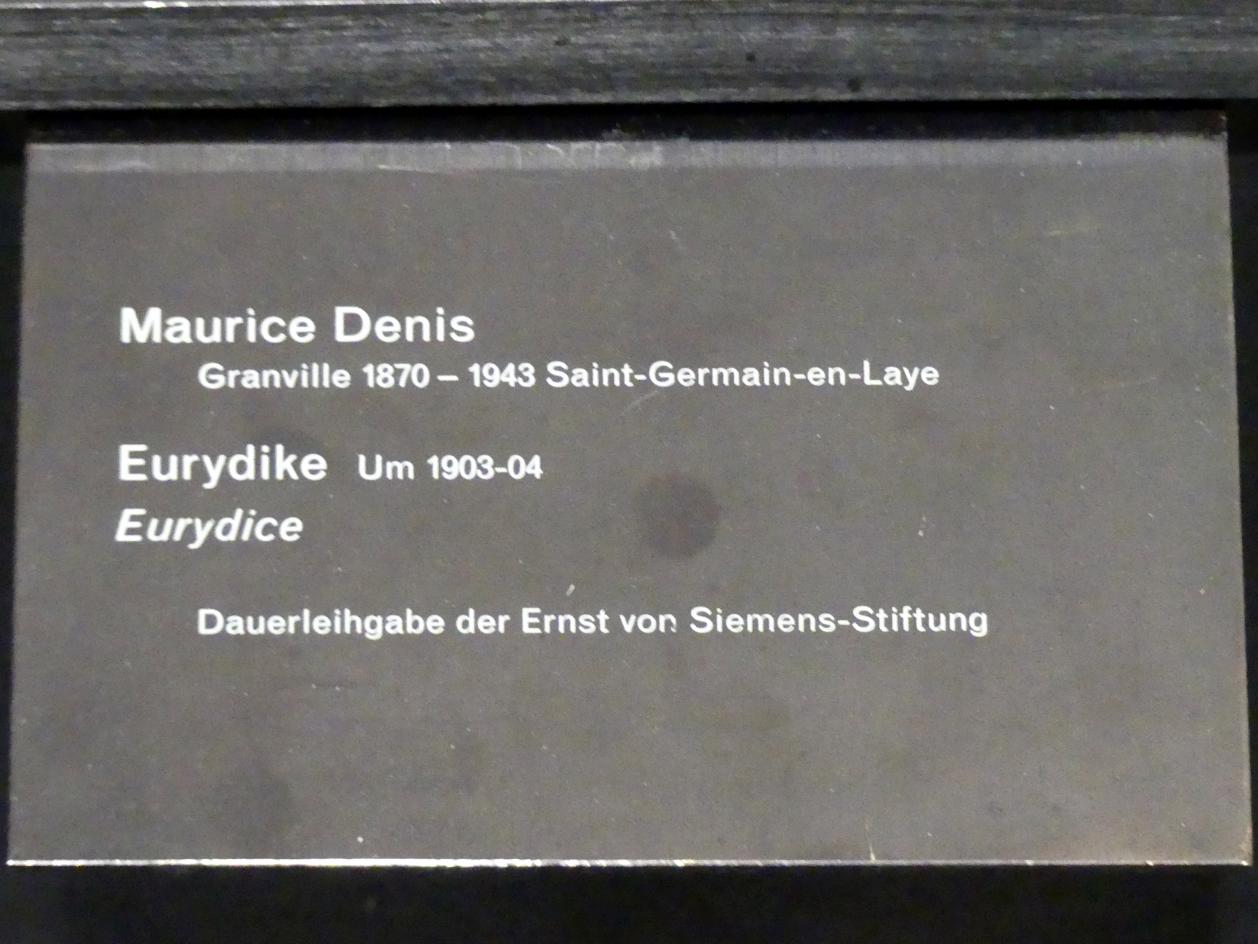 Maurice Denis
Granville 1870 – 1943 Saint-Germain-en-Laye
Eurydike Um 1903-04
Eurydice
Dauerleihgabe der Ernst von Siemens-Stiftung